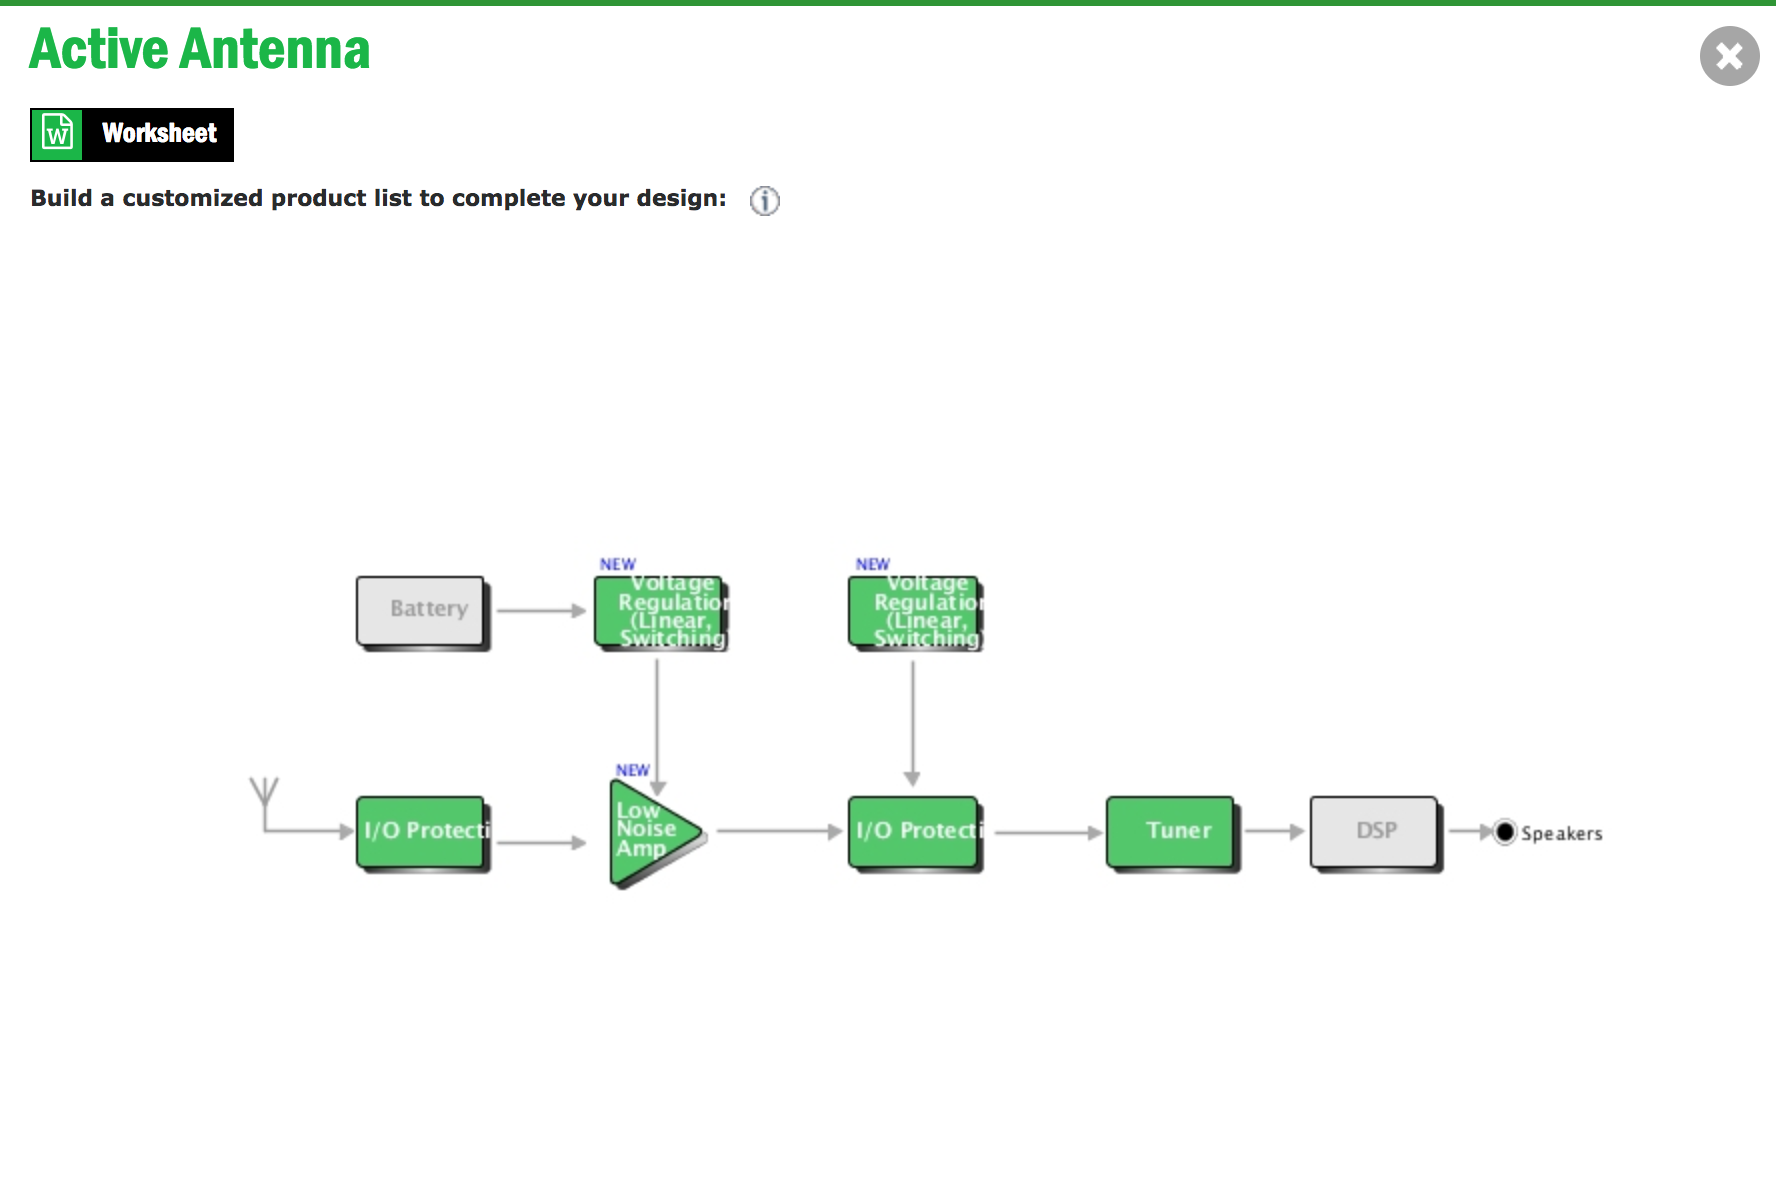 Active Antenna
W Worksheet
Build a customized product list to complete your design: i
NEW
NEW
Battery
Voltage
Regulation
(Linear,
Switching)
Voltage
Regulatio
(Linear,
Switching)
NEW
I/O Protecti
Low
Noise
Amp
I/O Protecti
Tuner
DSP
Speakers